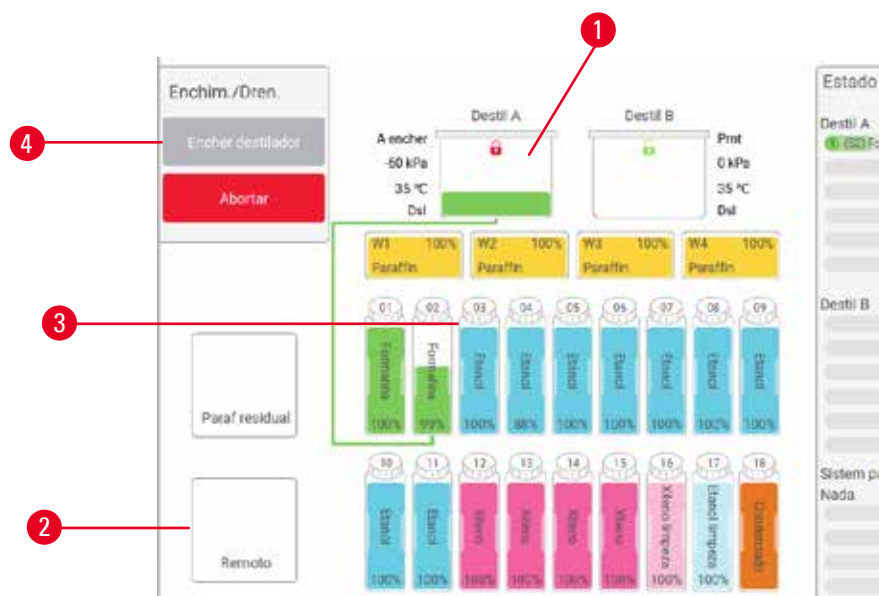 1
Enchim./Dren.
Estado
4
Encher destilador
Abortar
Destil A
Destil B
A encher
-60 kPa
35 ºC
Dsl
Prnt
0 kPa
35 ºC
Dsl
Destil A
1 (S2) Fo
W1 100%
Paraffin
W2 100%
Paraffin
W3 100%
Paraffin
W4 100%
Paraffin
3
01 02 03 04 05 06 07 08 09
Formalina Formalina Etanol Etanol Etanol Etanol Etanol Etanol Etanol
100% 99% 100% 88% 100% 100% 100% 100% 100%
Destil B
Paraf residual
2
Remoto
10 11 12 13 14 15 16 17 18
Etanol Etanol Xileno Xileno Xileno Xileno Xileno limpeza Etanol limpeza Condensado
100% 100% 100% 100% 100% 100% 100% 100%
Sistem pa
Nada